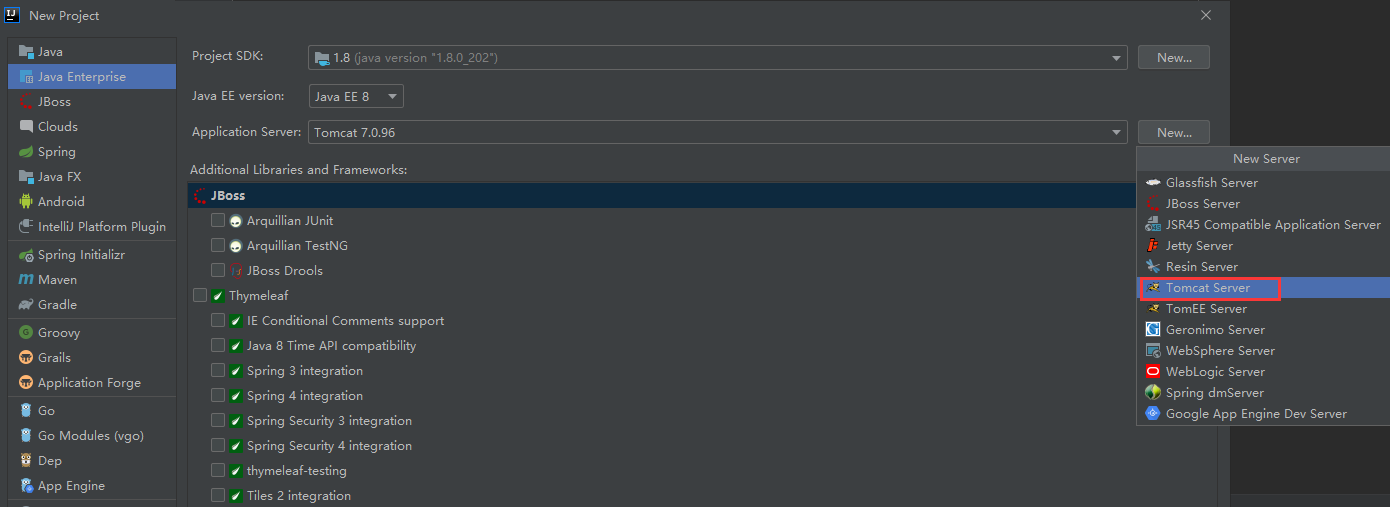 New Project
Java
Java Enterprise
JBoss
Clouds
Spring
Java FX
Android
IntelliJ Platform Plugin
Spring Initializr
Maven
Gradle
Groovy
Grails
Application Forge
Go
Go Modules (vgo)
Dep
App Engine
Project SDK:
1.8 (java version "1.8.0_202")
New...
Java EE version:
Java EE 8
Application Server:
Tomcat 7.0.96
New...
Additional Libraries and Frameworks:
JBoss
Arquillian JUnit
Arquillian TestNG
JBoss Drools
Thymeleaf
IE Conditional Comments support
Java 8 Time API compatibility
Spring 3 integration
Spring 4 integration
Spring Security 3 integration
Spring Security 4 integration
thymeleaf-testing
Tiles 2 integration
New Server
Glassfish Server
JBoss Server
JSR45 Compatible Application Server
Jetty Server
Resin Server
Tomcat Server
TomEE Server
Geronimo Server
WebSphere Server
WebLogic Server
Spring dmServer
Google App Engine Dev Server